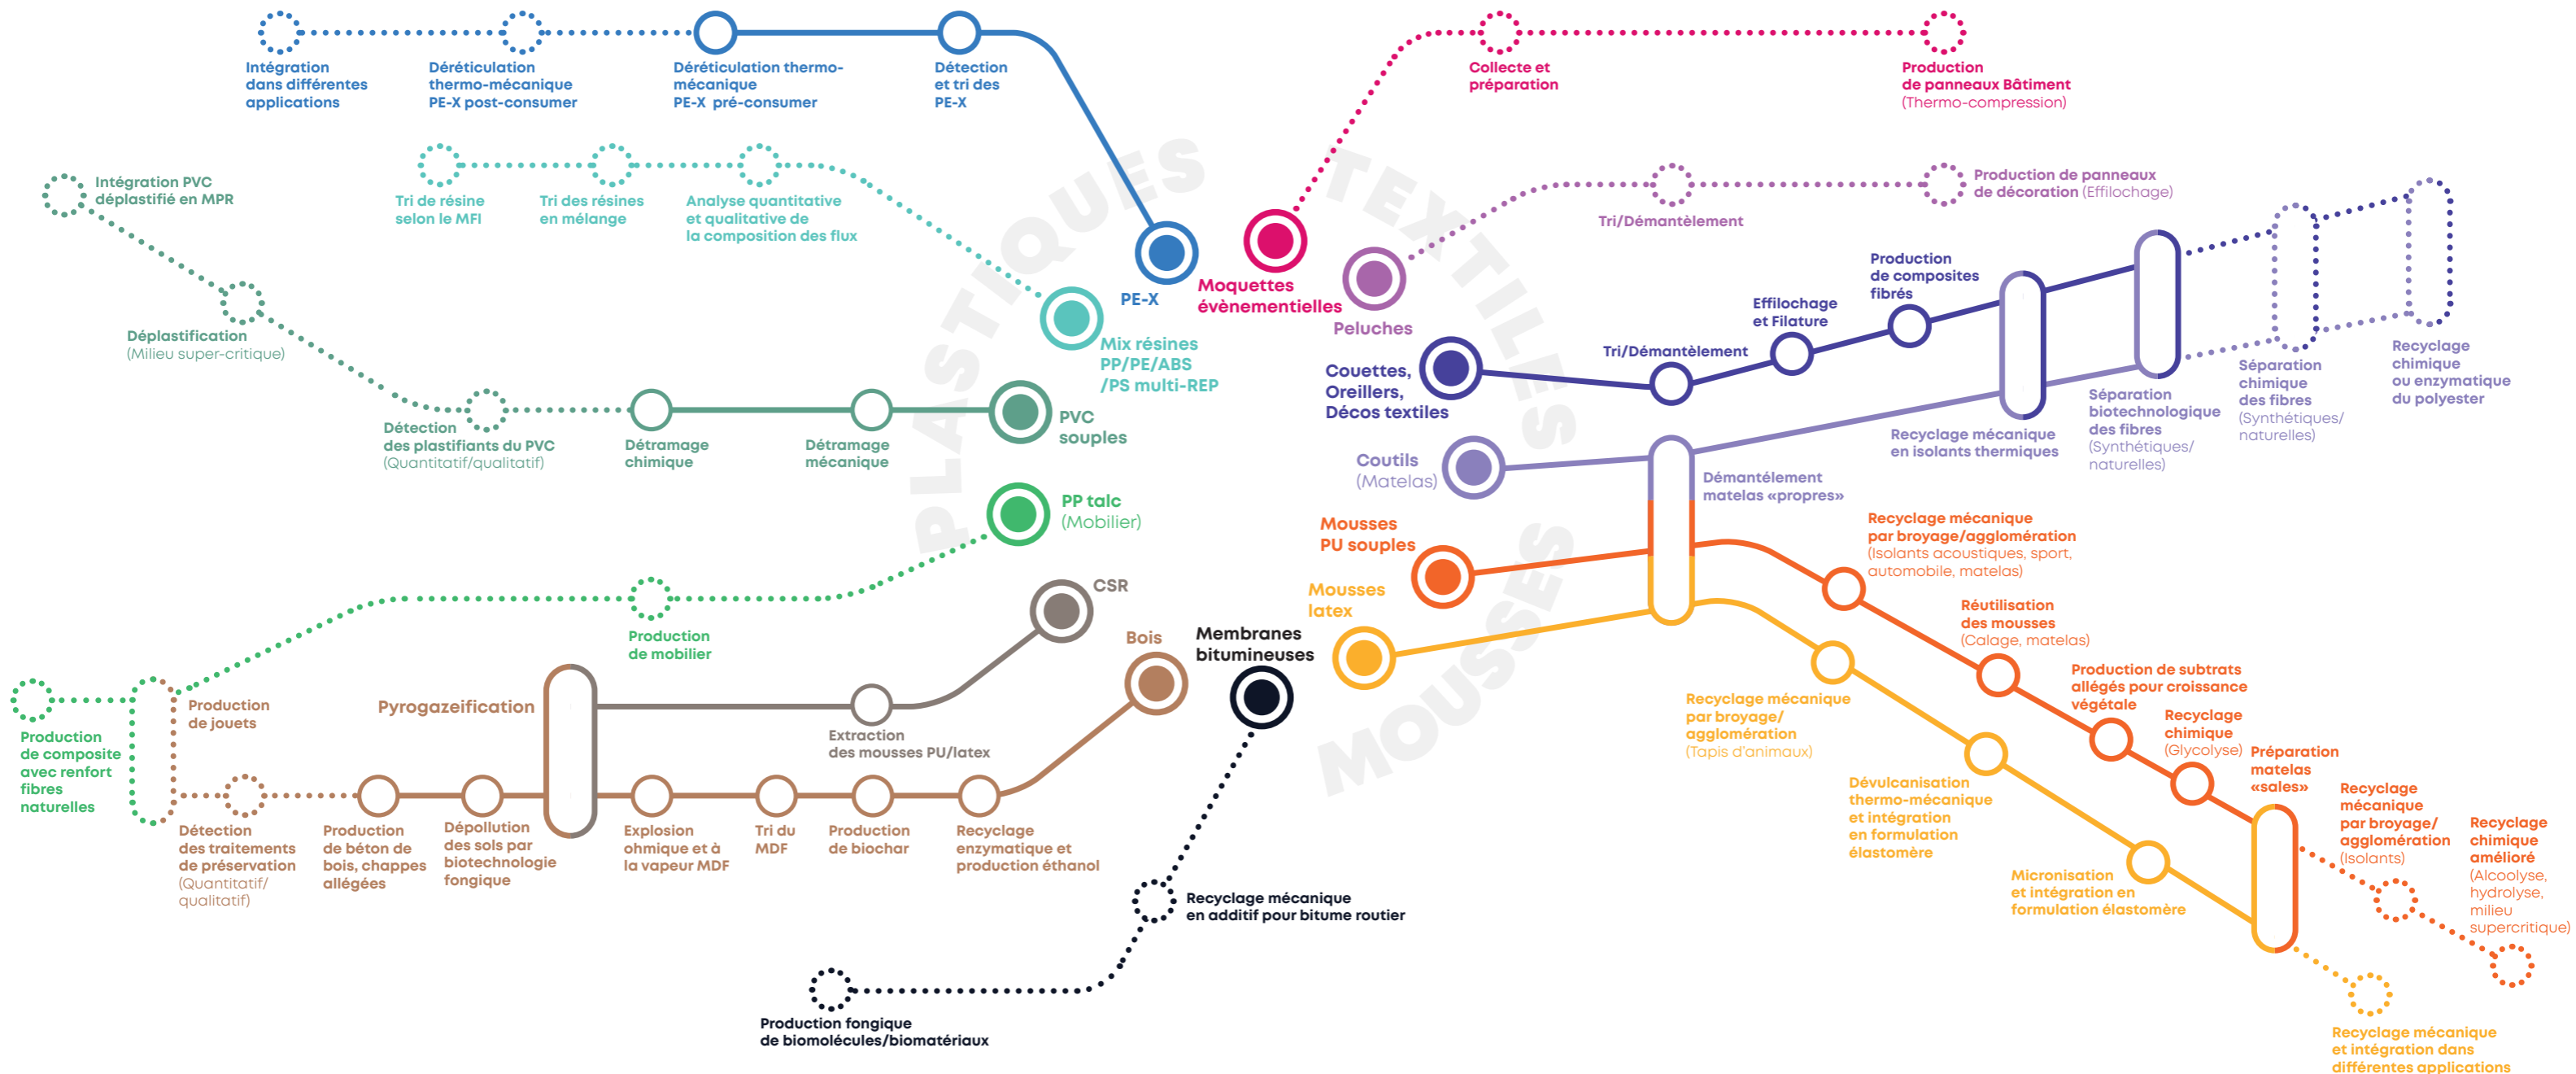 Intégration
dans différentes
applications
Déréticulation
thermo-mécanique
PE-X post-consumer
Déréticulation thermo-
mécanique
PE-X pré-consumer
Détection
et tri des
PE-X
PE-X
Tri de résine
selon le MFI
Tri des résines
en mélange
Analyse quantitative
et qualitative de
la composition des flux
Mix résines
PP/PE/ABS
/PS multi-REP
Intégration PVC
déplastifié en MPR
Déplastification
(Milieu super-critique)
Détection
des plastifiants du PVC
(Quantitatif/qualitatif)
Détramage
chimique
Détramage
mécanique
PVC
souples
PLASTIQUES
PP talc
(Mobilier)
Production
de mobilier
Production
de jouets
Production
de composite
avec renfort
fibres
naturelles
CSR
Extraction
des mousses PU/latex
Pyrogazeification
Bois
Détection
des traitements
de préservation
(Quantitatif/
qualitatif)
Production
de béton de
bois, chappes
allégées
Dépollution
des sols par
biotechnologie
fongique
Explosion
ohmique et à
la vapeur MDF
Tri du
MDF
Production
de biochar
Recyclage
enzymatique et
production éthanol
Membranes
bitumineuses
Recyclage mécanique
en additif pour bitume routier
Production fongique
de biomolécules/biomatériaux
TEXTILES
Moquettes
évènementielles
Collecte et
préparation
Production
de panneaux Bâtiment
(Thermo-compression)
Peluches
Tri/Démantèlement
Production de panneaux
de décoration (Effilochage)
Couettes,
Oreillers,
Décos textiles
Tri/Démantèlement
Effilochage
et Filature
Production
de composites
fibrés
Coutils
(Matelas)
Démantélement
matelas «propres»
Recyclage mécanique
en isolants thermiques
Séparation
biotechnologique
des fibres
(Synthétiques/
naturelles)
Séparation
chimique
des fibres
(Synthétiques/
naturelles)
Recyclage
chimique
ou enzymatique
du polyester
MOUSSES
Mousses
PU souples
Recyclage mécanique
par broyage/agglomération
(Isolants acoustiques, sport,
automobile, matelas)
Réutilisation
des mousses
(Calage, matelas)
Production de subtrats
allégés pour croissance
végétale
Recyclage
chimique
(Glycolyse)
Préparation
matelas
«sales»
Recyclage
mécanique
par broyage/
agglomération
(Isolants)
Recyclage
chimique
amélioré
(Alcoolyse,
hydrolyse,
milieu
supercritique)
Mousses
latex
Recyclage mécanique
par broyage/
agglomération
(Tapis d'animaux)
Dévulcanisation
thermo-mécanique
et intégration
en formulation
élastomère
Micronisation
et intégration en
formulation élastomère
Recyclage mécanique
et intégration dans
différentes applications